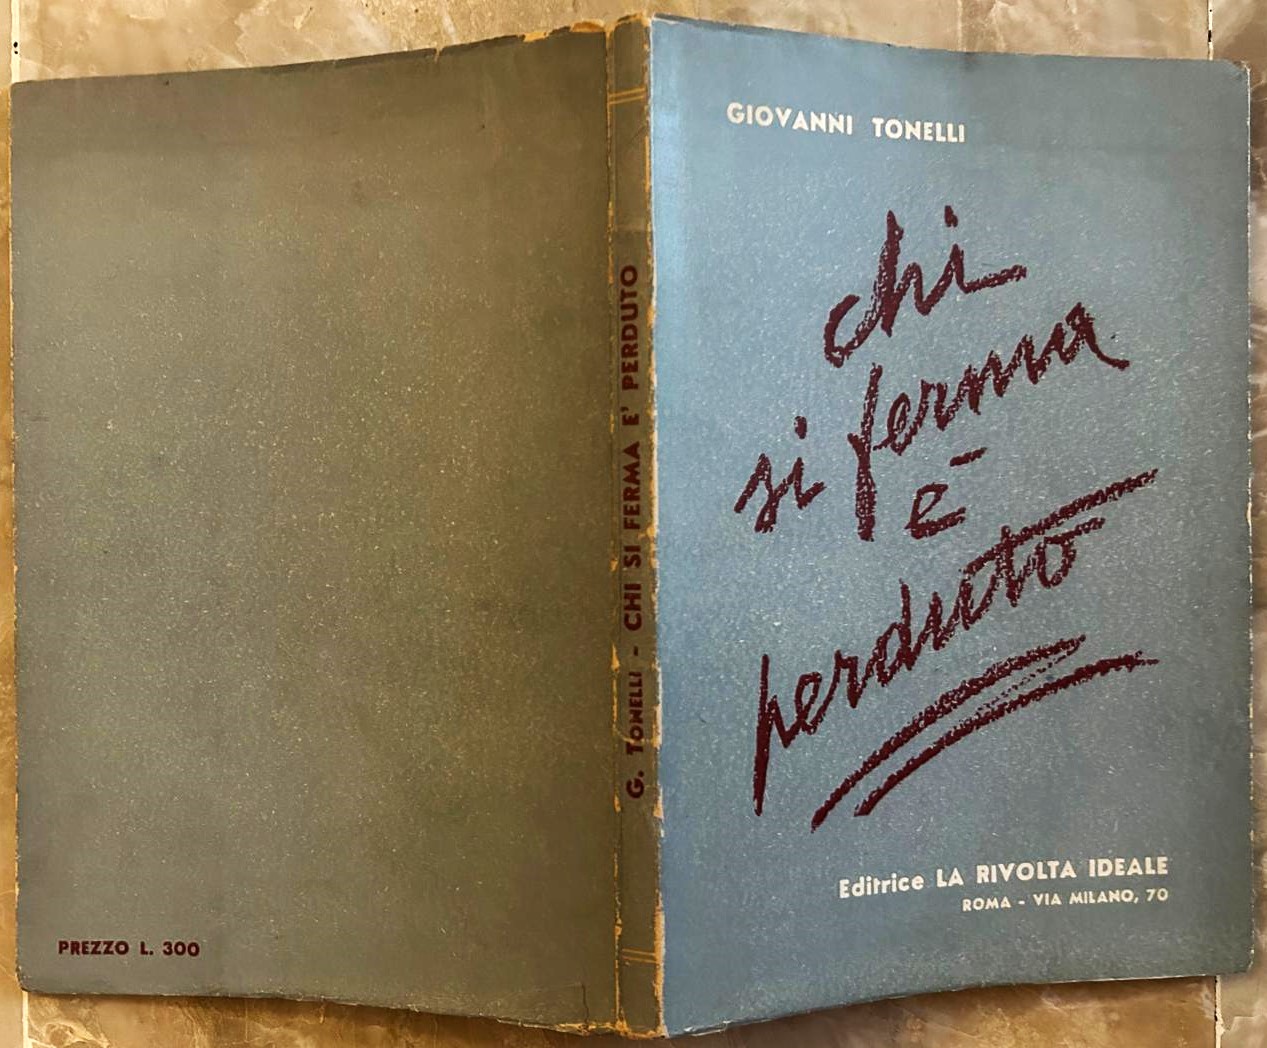 PREZZO L. 300
G. TONELLI - CHI SI FERMA E' PERDUTO
GIOVANNI TONELLI
chi
si ferma
è
perduto
Editrice LA RIVOLTA IDEALE
ROMA - VIA MILANO, 70